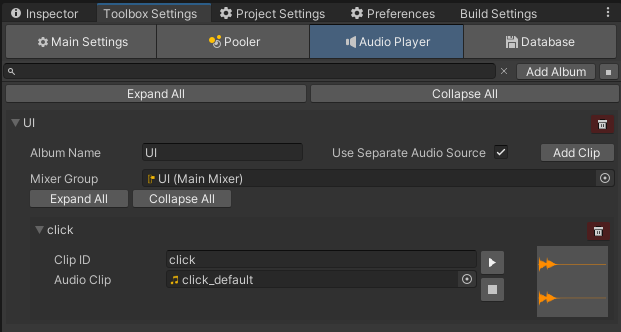 Inspector Toolbox Settings Project Settings Preferences Build Settings
Main Settings Pooler Audio Player Database
Add Album
Expand All Collapse All
UI
Album Name UI Use Separate Audio Source Add Clip
Mixer Group UI (Main Mixer)
Expand All Collapse All
click
Clip ID click
Audio Clip click_default